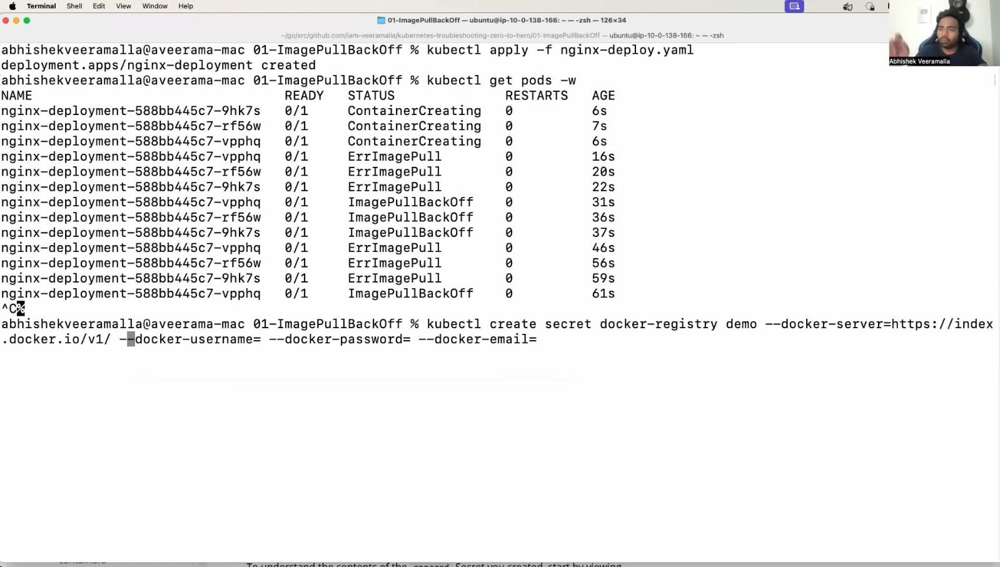 Terminal Shell Edit View Window Help
01-ImagePullBackOff — ubuntu@ip-10-0-138-166: ~ — -zsh — 126×34
~/go/src/github.com/iam-veeramalla/kubernetes-troubleshooting-zero-to-hero/01-ImagePullBackOff — ubuntu@ip-10-0-138-166: ~ — -zsh
Abhishek Veeramalla
abhishekveeramalla@aveerama-mac 01-ImagePullBackOff % kubectl apply -f nginx-deploy.yaml
deployment.apps/nginx-deployment created
abhishekveeramalla@aveerama-mac 01-ImagePullBackOff % kubectl get pods -w
NAME READY STATUS RESTARTS AGE
nginx-deployment-588bb445c7-9hk7s 0/1 ContainerCreating 0 6s
nginx-deployment-588bb445c7-rf56w 0/1 ContainerCreating 0 7s
nginx-deployment-588bb445c7-vpphq 0/1 ContainerCreating 0 6s
nginx-deployment-588bb445c7-vpphq 0/1 ErrImagePull 0 16s
nginx-deployment-588bb445c7-rf56w 0/1 ErrImagePull 0 20s
nginx-deployment-588bb445c7-9hk7s 0/1 ErrImagePull 0 22s
nginx-deployment-588bb445c7-vpphq 0/1 ImagePullBackOff 0 31s
nginx-deployment-588bb445c7-rf56w 0/1 ImagePullBackOff 0 36s
nginx-deployment-588bb445c7-9hk7s 0/1 ImagePullBackOff 0 37s
nginx-deployment-588bb445c7-vpphq 0/1 ErrImagePull 0 46s
nginx-deployment-588bb445c7-rf56w 0/1 ErrImagePull 0 56s
nginx-deployment-588bb445c7-9hk7s 0/1 ErrImagePull 0 59s
nginx-deployment-588bb445c7-vpphq 0/1 ImagePullBackOff 0 61s
^C%
abhishekveeramalla@aveerama-mac 01-ImagePullBackOff % kubectl create secret docker-registry demo --docker-server=https://index
.docker.io/v1/ --docker-username= --docker-password= --docker-email=
To understand the contents of the regcred Secret you created, start by viewing